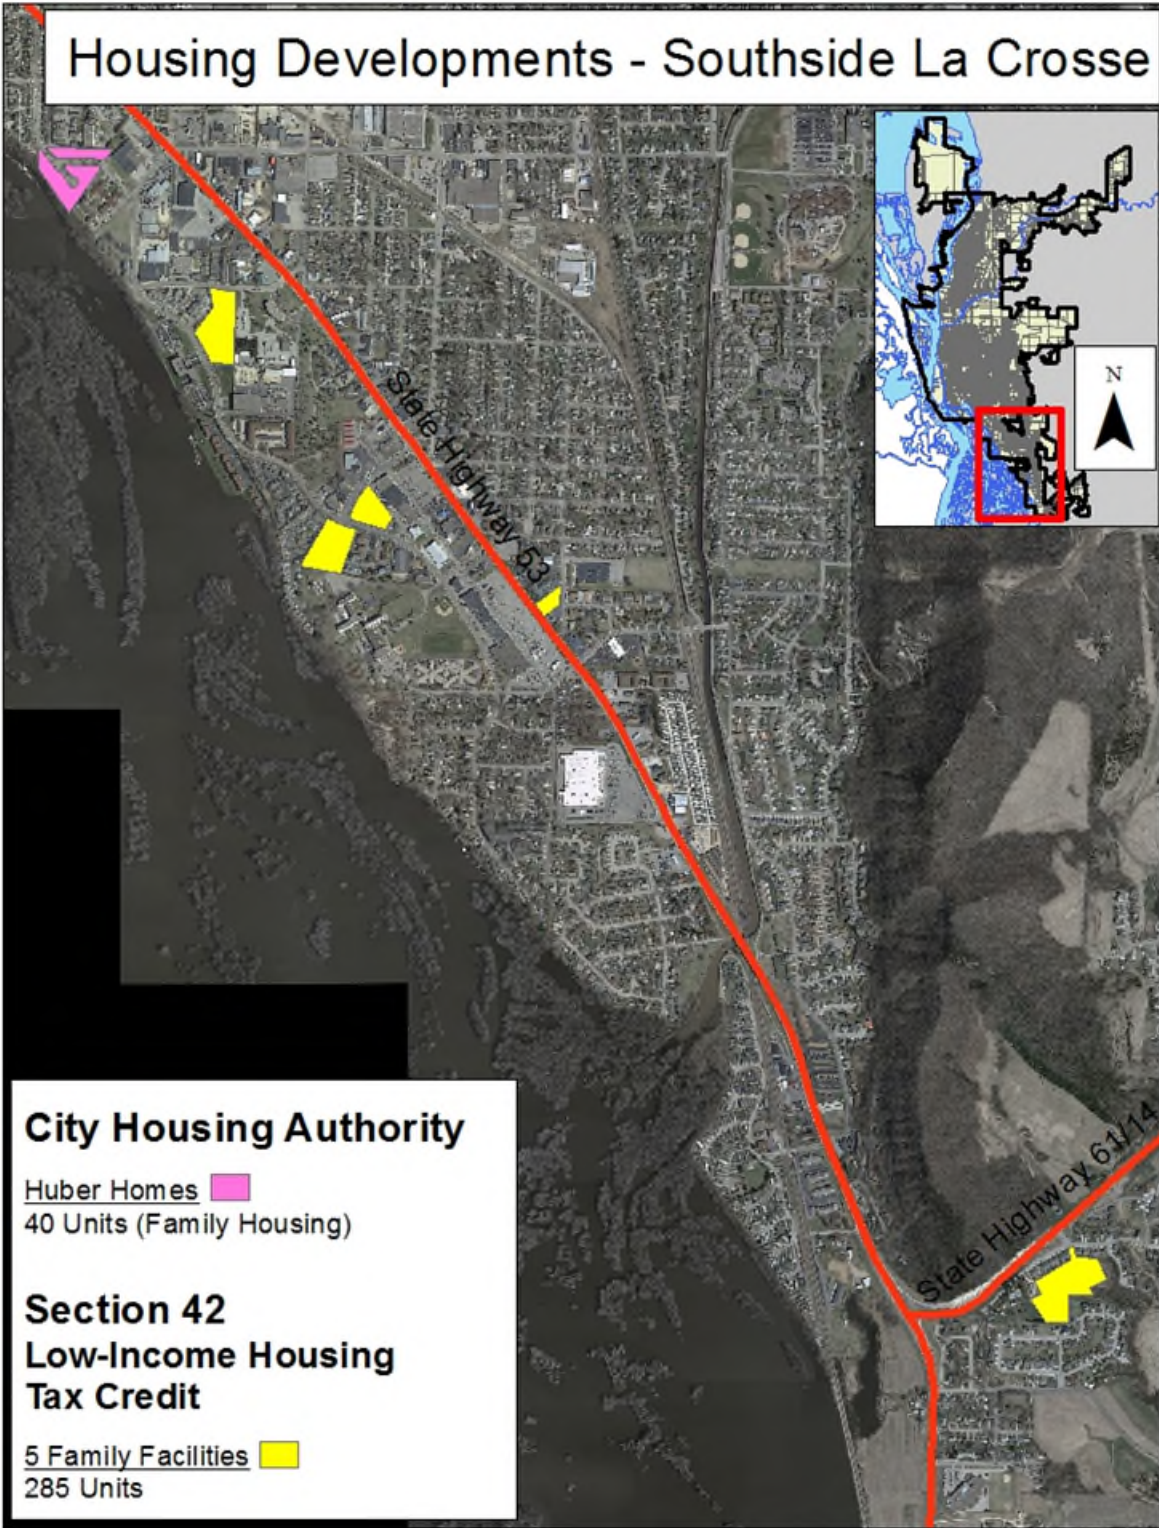 Housing Developments - Southside La Crosse
N
State Highway 53
State Highway 61/14
City Housing Authority
Huber Homes
40 Units (Family Housing)
Section 42
Low-Income Housing
Tax Credit
5 Family Facilities
285 Units